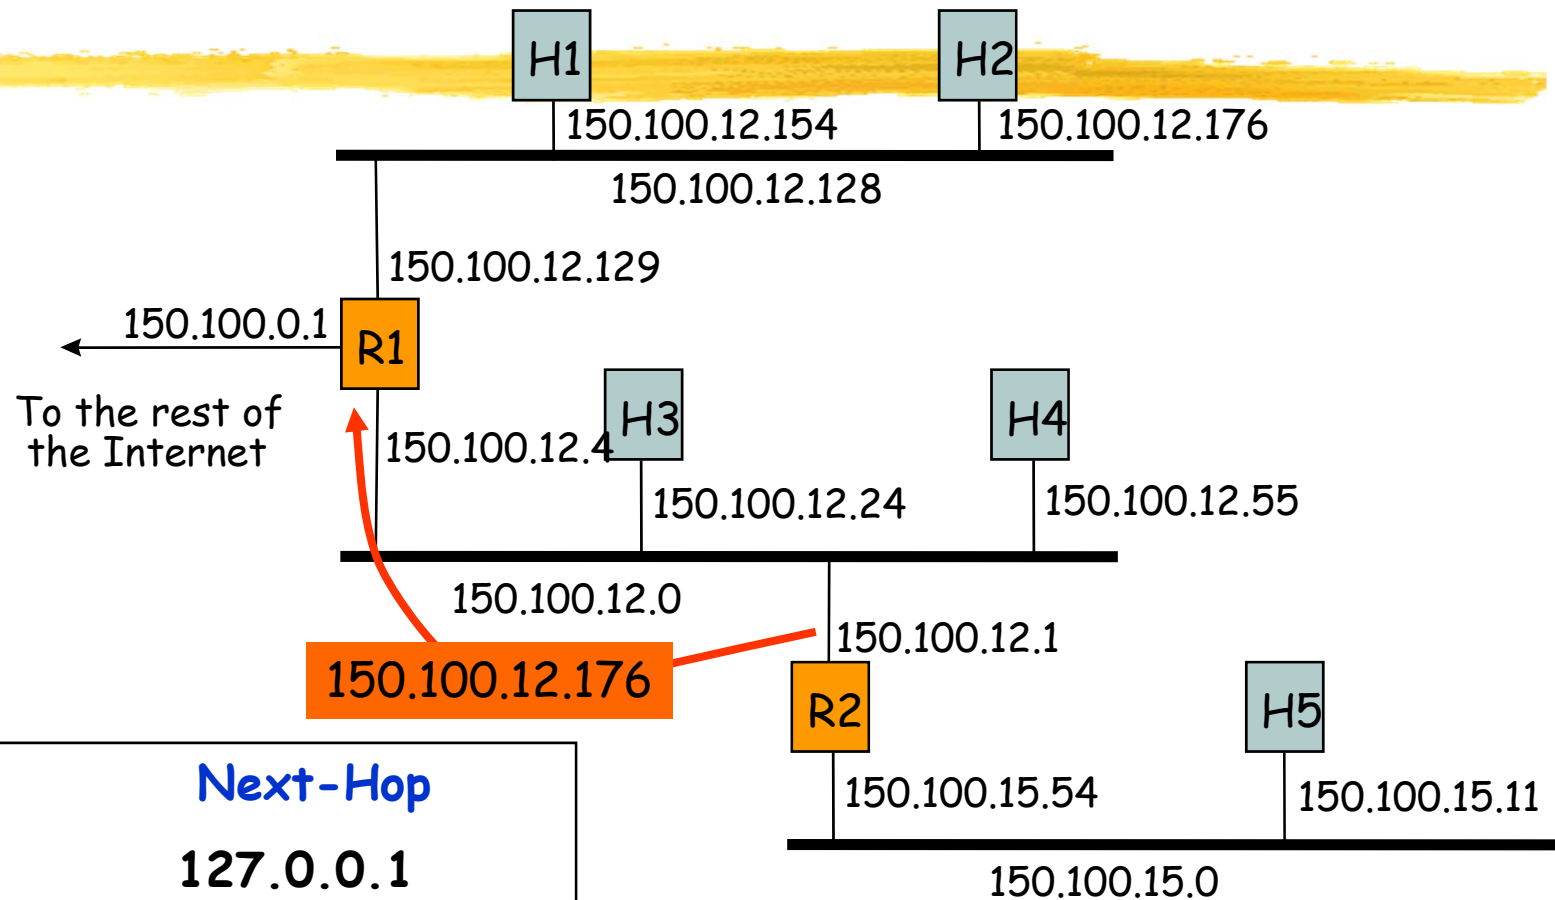 H1
H2
150.100.12.154
150.100.12.176
150.100.12.128
150.100.12.129
150.100.0.1
R1
To the rest of
the Internet
H3
H4
150.100.12.4
150.100.12.24
150.100.12.55
150.100.12.0
150.100.12.1
150.100.12.176
R2
H5
Next-Hop
150.100.15.54
150.100.15.11
127.0.0.1
150.100.15.0